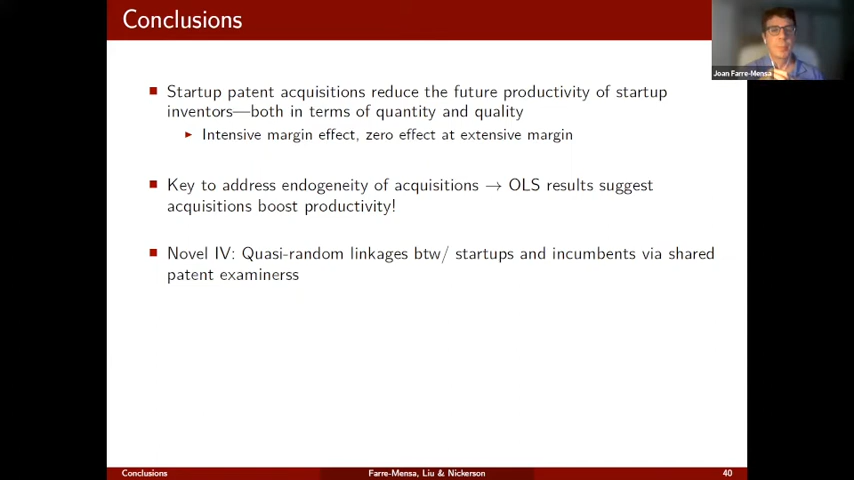 Conclusions
Joan Farre-Mensa
Startup patent acquisitions reduce the future productivity of startup
inventors—both in terms of quantity and quality
Intensive margin effect, zero effect at extensive margin
Key to address endogeneity of acquisitions → OLS results suggest
acquisitions boost productivity!
Novel IV: Quasi-random linkages btw/ startups and incumbents via shared
patent examinerss
Conclusions
Farre-Mensa, Liu & Nickerson
40